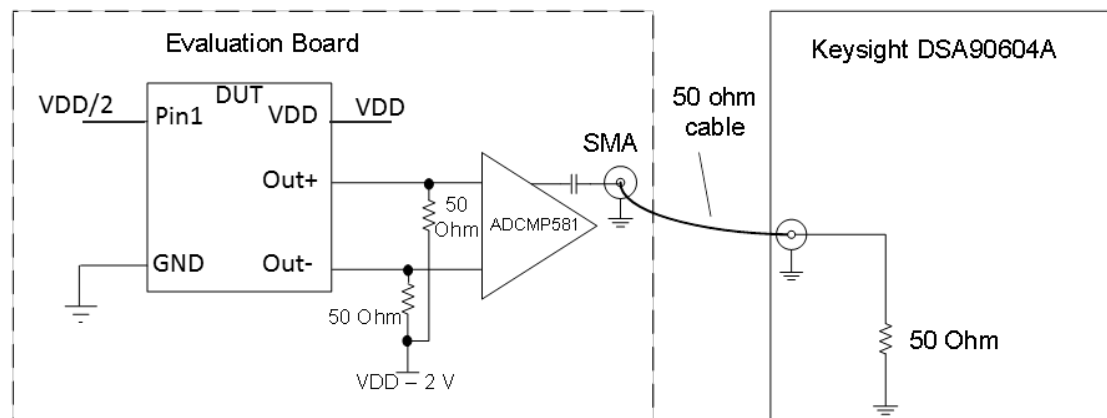 Evaluation Board
Keysight DSA90604A
DUT
VDD/2
Pin1
VDD
VDD
50 ohm
cable
SMA
Out+
50
Ohm
ADCMP581
GND
Out-
50 Ohm
50 Ohm
VDD – 2 V